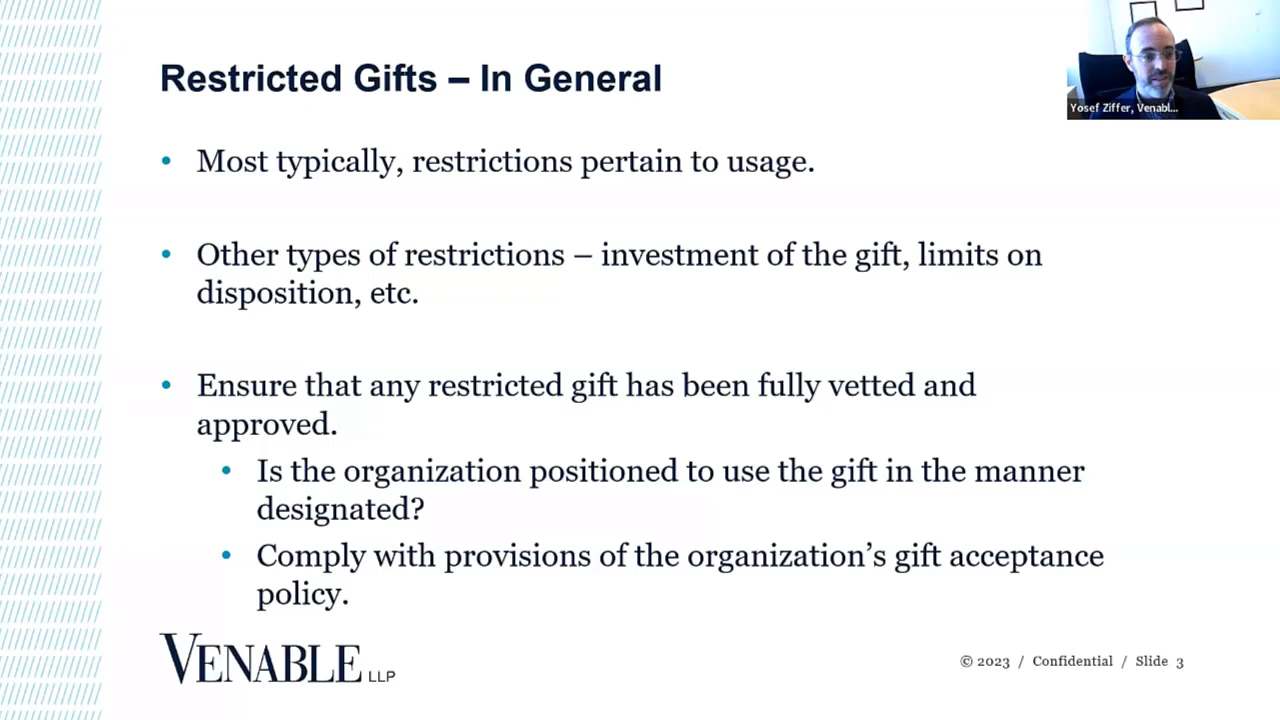 Restricted Gifts – In General
Yosef Ziffer, Venabl...
• Most typically, restrictions pertain to usage.
• Other types of restrictions – investment of the gift, limits on
disposition, etc.
• Ensure that any restricted gift has been fully vetted and
approved.
• Is the organization positioned to use the gift in the manner
designated?
• Comply with provisions of the organization’s gift acceptance
policy.
VENABLE LLP
© 2023 / Confidential / Slide 3